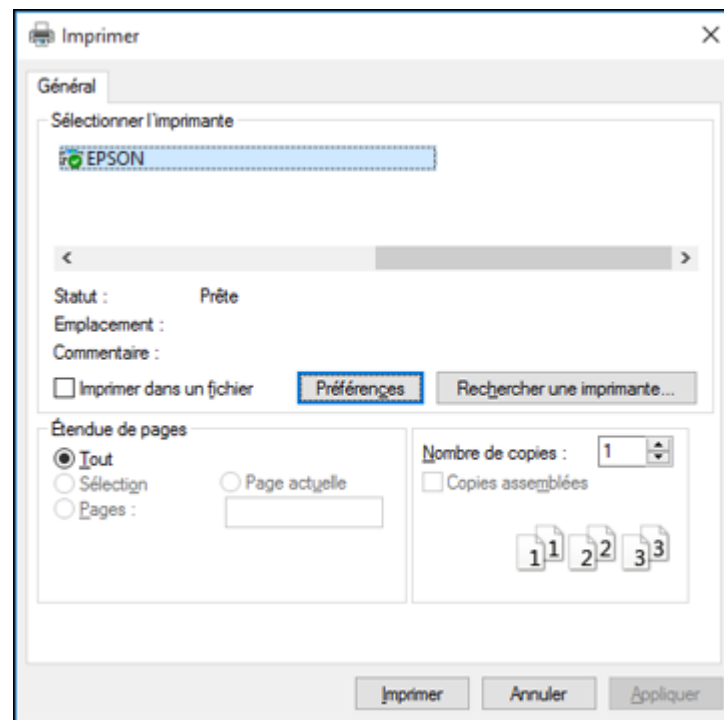 Imprimer
Général
Sélectionner l'imprimante
EPSON
Statut : Prête
Emplacement :
Commentaire :
Imprimer dans un fichier Préférences Rechercher une imprimante...
Étendue de pages
Tout
Sélection Page actuelle
Pages :
Nombre de copies : 1
Copies assemblées
1 1 2 2 3 3
Imprimer Annuler Appliquer